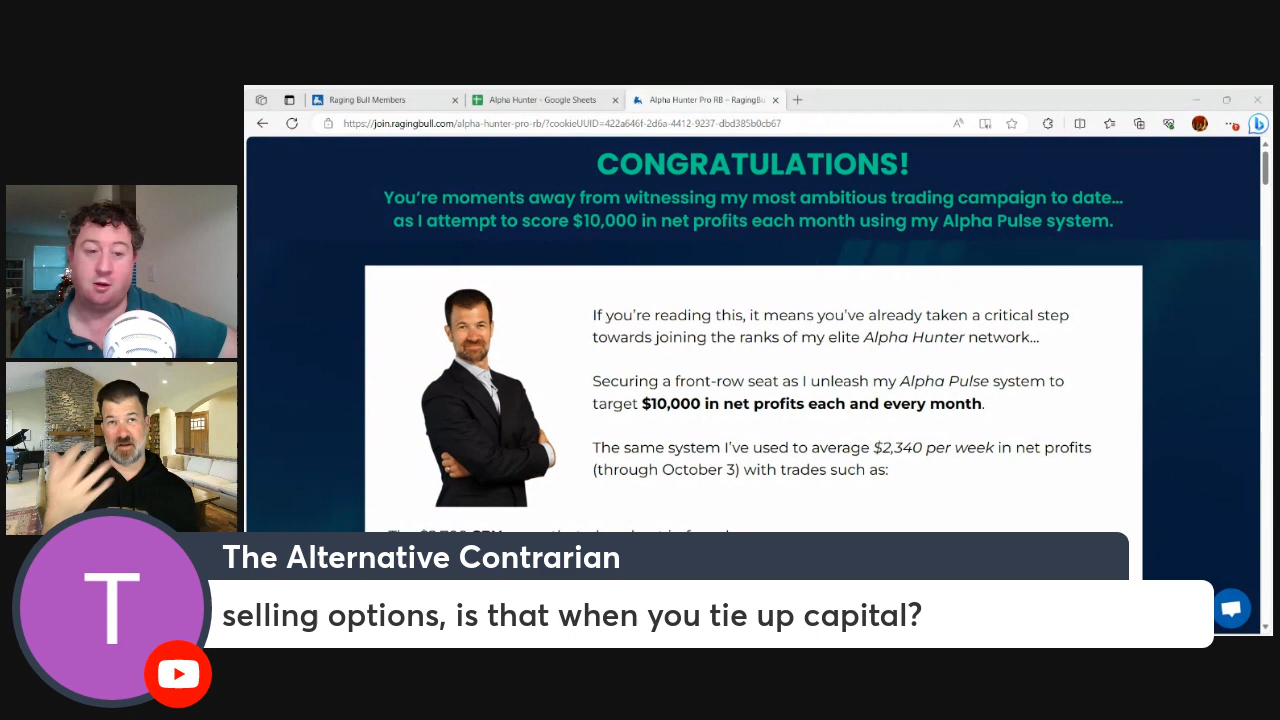 Raging Bull Members
Alpha Hunter - Google Sheets
Alpha Hunter Pro RB – RagingBu
https://join.ragingbull.com/alpha-hunter-pro-rb/?cookieUUID=422a646f-2d6a-4412-9237-dbd385b0cb67
CONGRATULATIONS!
You're moments away from witnessing my most ambitious trading campaign to date...
as I attempt to score $10,000 in net profits each month using my Alpha Pulse system.
If you're reading this, it means you've already taken a critical step
towards joining the ranks of my elite Alpha Hunter network...
Securing a front-row seat as I unleash my Alpha Pulse system to
target $10,000 in net profits each and every month.
The same system I've used to average $2,340 per week in net profits
(through October 3) with trades such as:
T
The Alternative Contrarian
selling options, is that when you tie up capital?